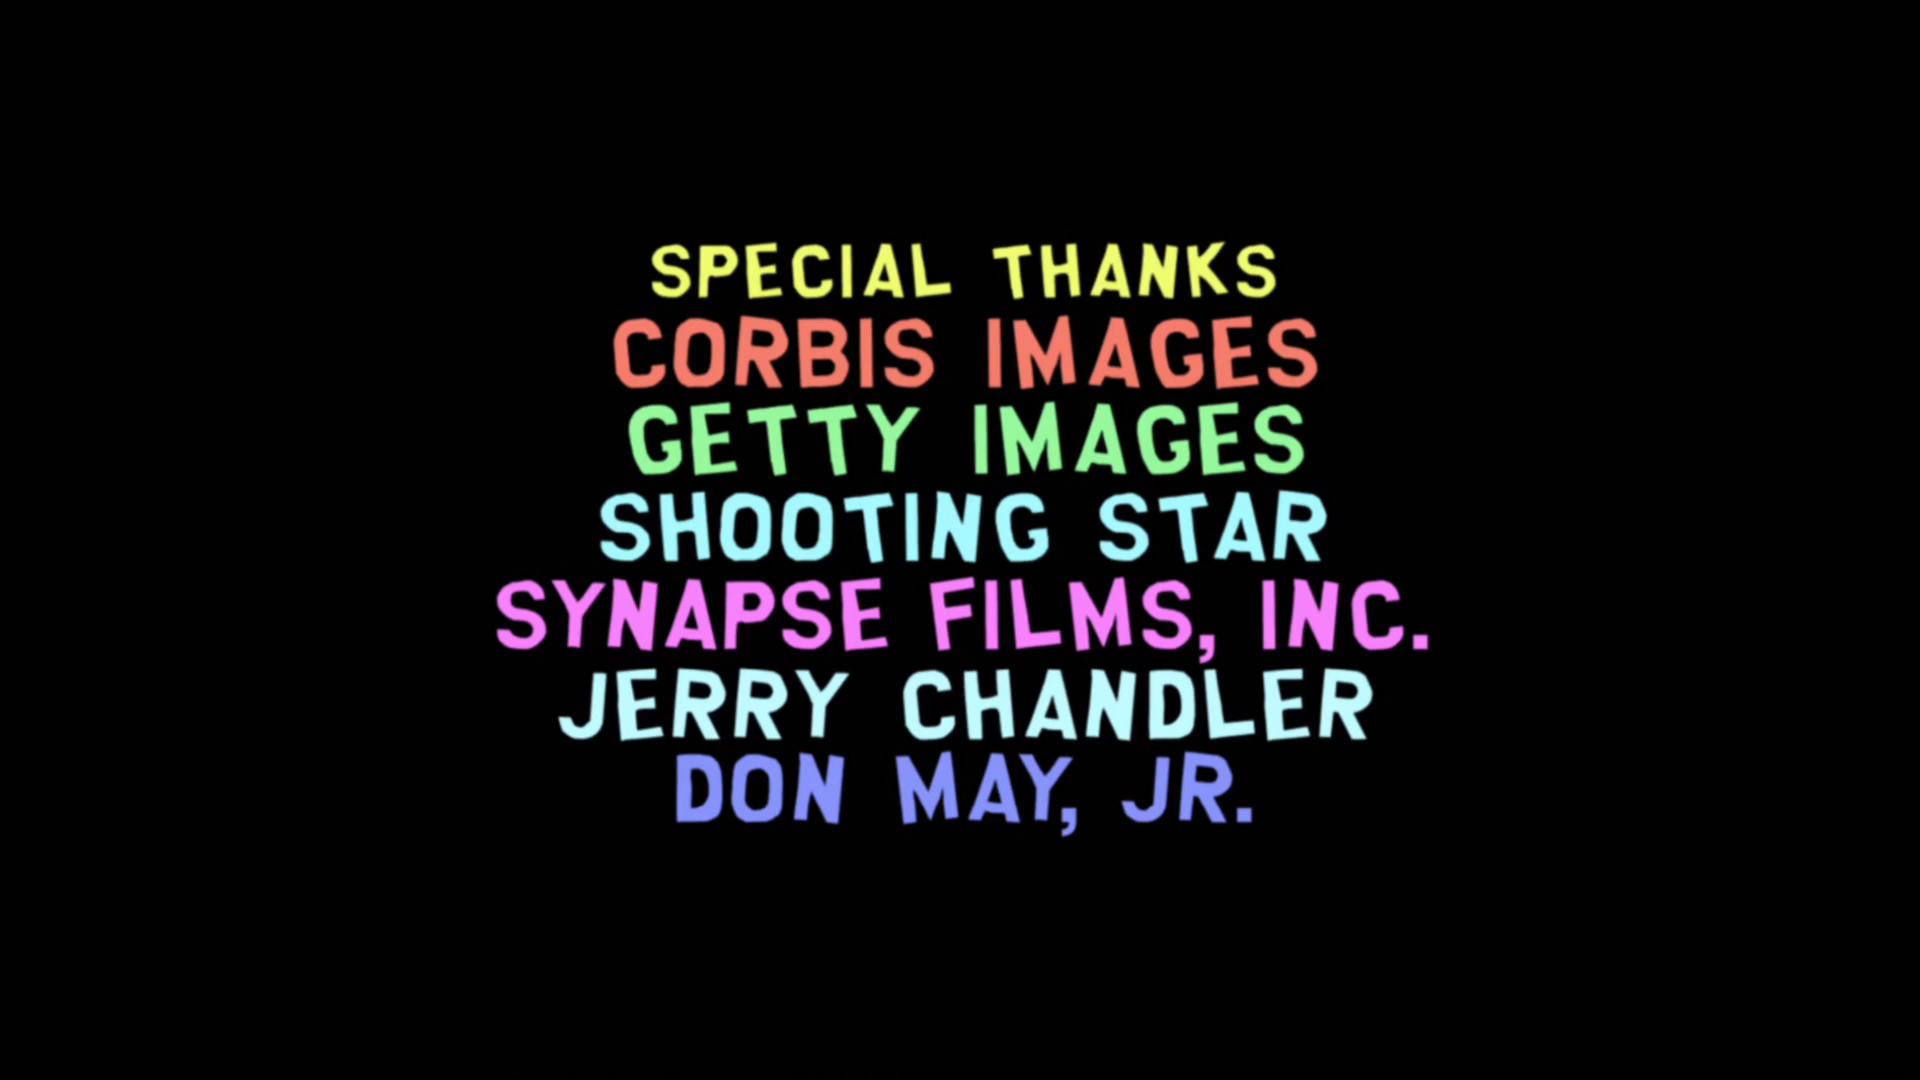 SPECIAL THANKS
CORBIS IMAGES
GETTY IMAGES
SHOOTING STAR
SYNAPSE FILMS, INC.
JERRY CHANDLER
DON MAY, JR.